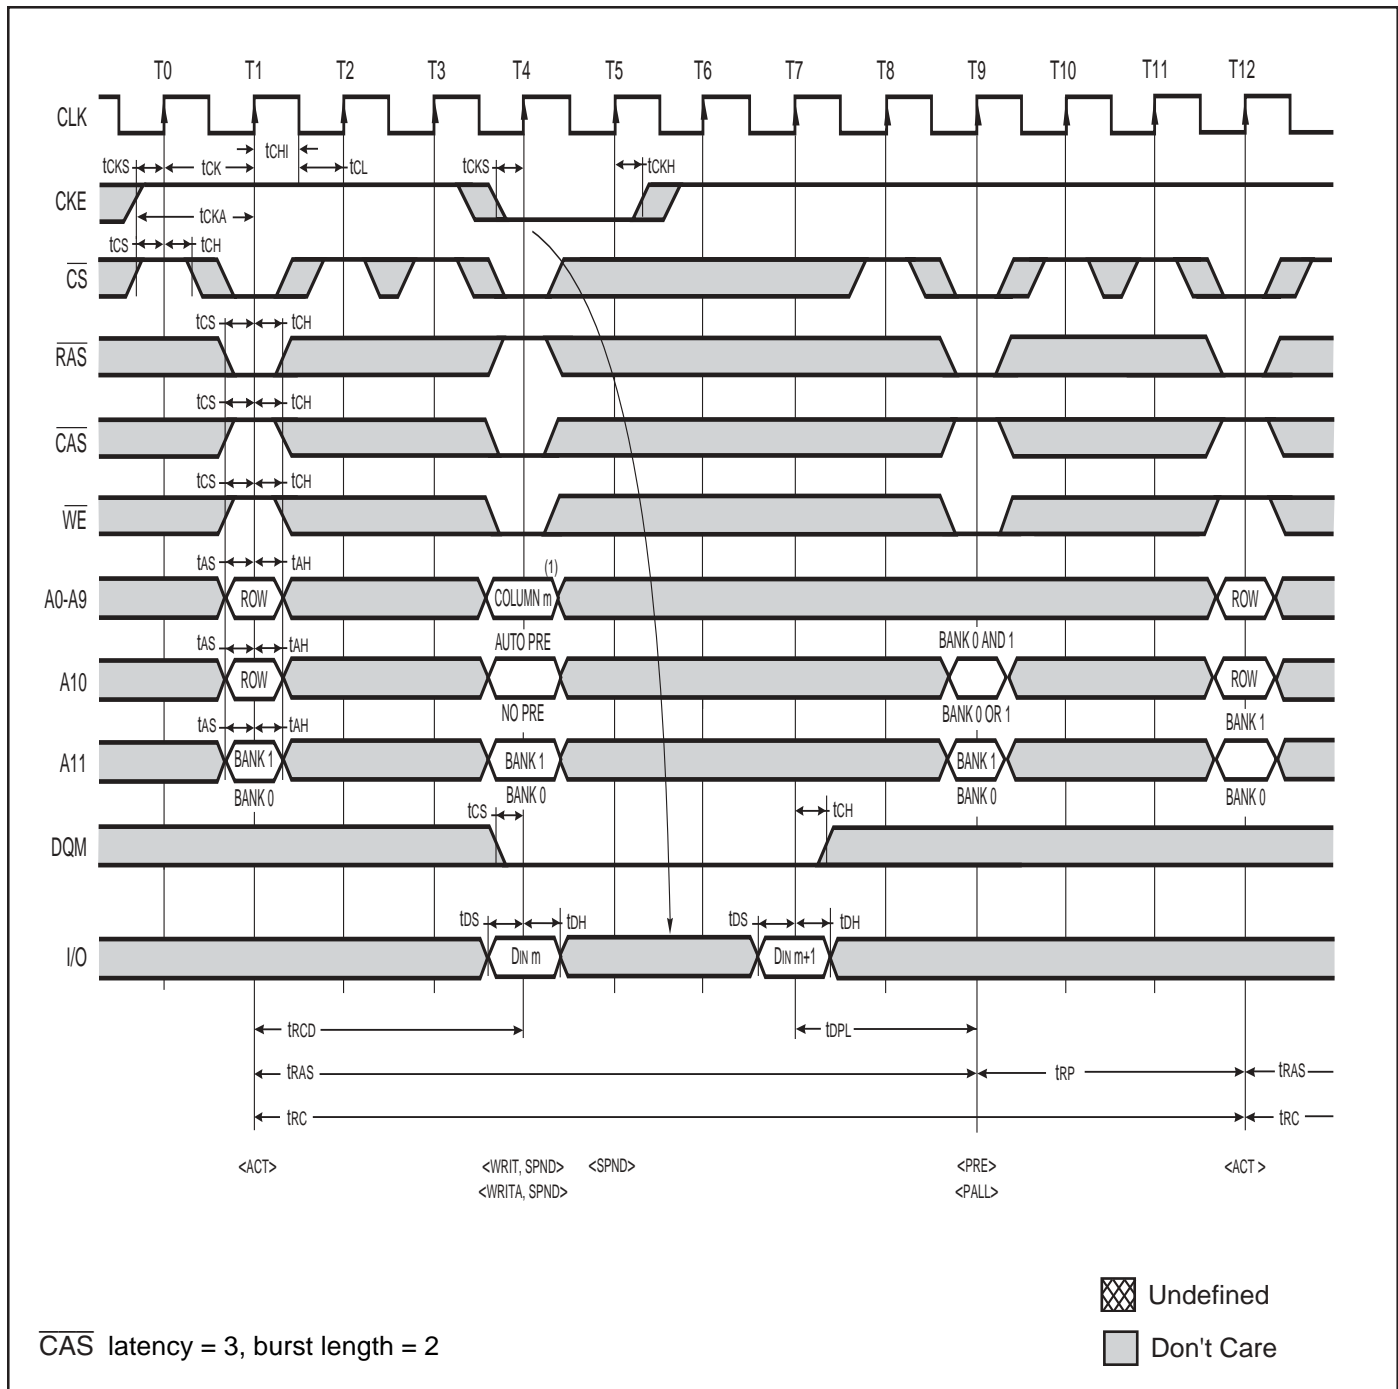 T0 T1 T2 T3 T4 T5 T6 T7 T8 T9 T10 T11 T12
CLK
tCHI
tCKS tCK tCL tCKS tCKH
CKE
tCKA
tCS tCH
CS
tCS tCH
RAS
tCS tCH
CAS
tCS tCH
WE
tAS tAH (1)
A0-A9 ROW COLUMN m ROW
tAS tAH AUTO PRE BANK 0 AND 1
A10 ROW ROW
tAS tAH NO PRE BANK 0 OR 1 BANK 1
A11 BANK 1 BANK 1 BANK 1
BANK 0 BANK 0 BANK 0 BANK 0
tCS tCH
DQM
tDS tDH tDS tDH
I/O DIN m DIN m+1
tRCD tDPL
tRAS tRP tRAS
tRC tRC
<ACT> <WRIT, SPND> <SPND> <PRE> <ACT >
<WRITA, SPND> <PALL>
Undefined
CAS latency = 3, burst length = 2 Don't Care